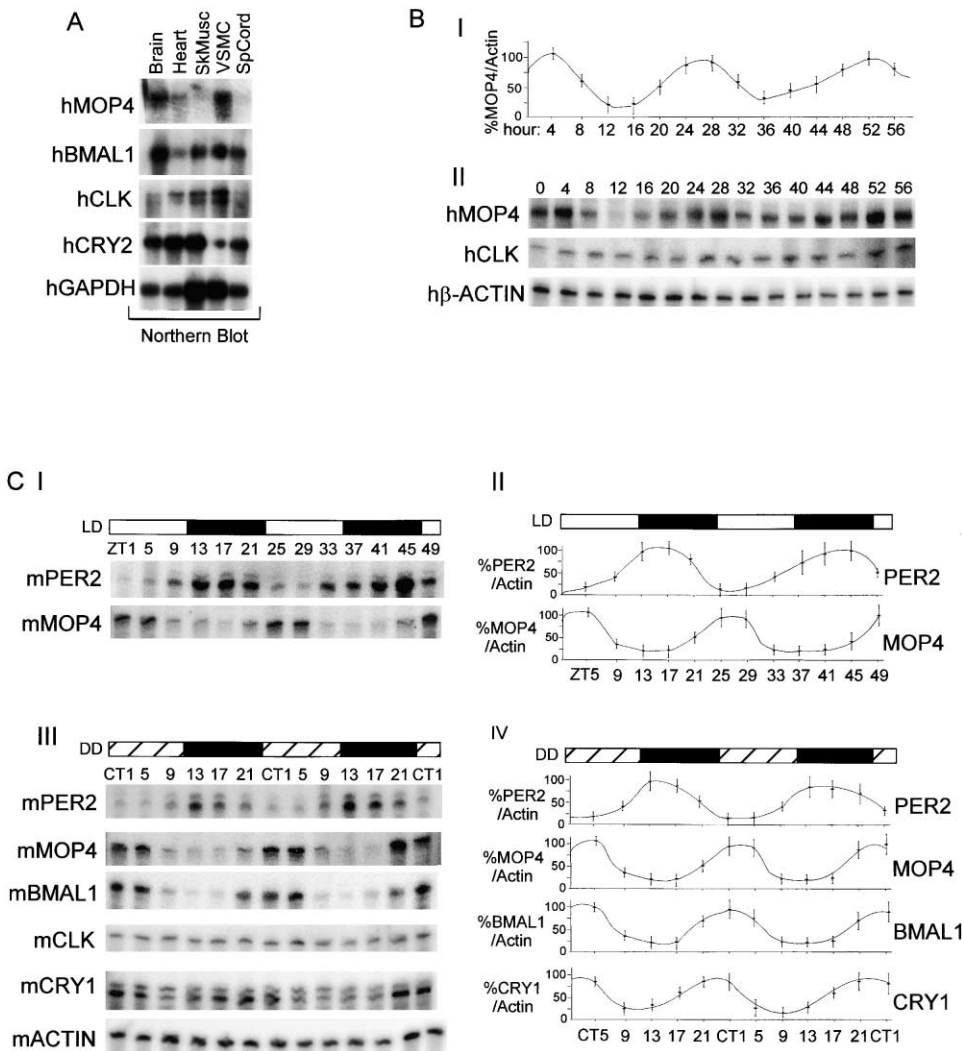 A
Brain Heart SkMusc VSMC SpCord
hMOP4
hBMAL1
hCLK
hCRY2
hGAPDH
Northern Blot
B
I
%MOP4/Actin
100
50
0
hour: 4 8 12 16 20 24 28 32 36 40 44 48 52 56
II
0 4 8 12 16 20 24 28 32 36 40 44 48 52 56
hMOP4
hCLK
hβ-ACTIN
C I
LD
ZT1 5 9 13 17 21 25 29 33 37 41 45 49
mPER2
mMOP4
II
LD
%PER2
/Actin
100
50
0
PER2
%MOP4
/Actin
100
50
0
MOP4
ZT5 9 13 17 21 25 29 33 37 41 45 49
III
DD
CT1 5 9 13 17 21 CT1 5 9 13 17 21 CT1
mPER2
mMOP4
mBMAL1
mCLK
mCRY1
mACTIN
IV
DD
%PER2
/Actin
100
50
0
PER2
%MOP4
/Actin
100
50
0
MOP4
%BMAL1
/Actin
100
50
0
BMAL1
%CRY1
/Actin
100
50
0
CRY1
CT5 9 13 17 21 CT1 5 9 13 17 21 CT1